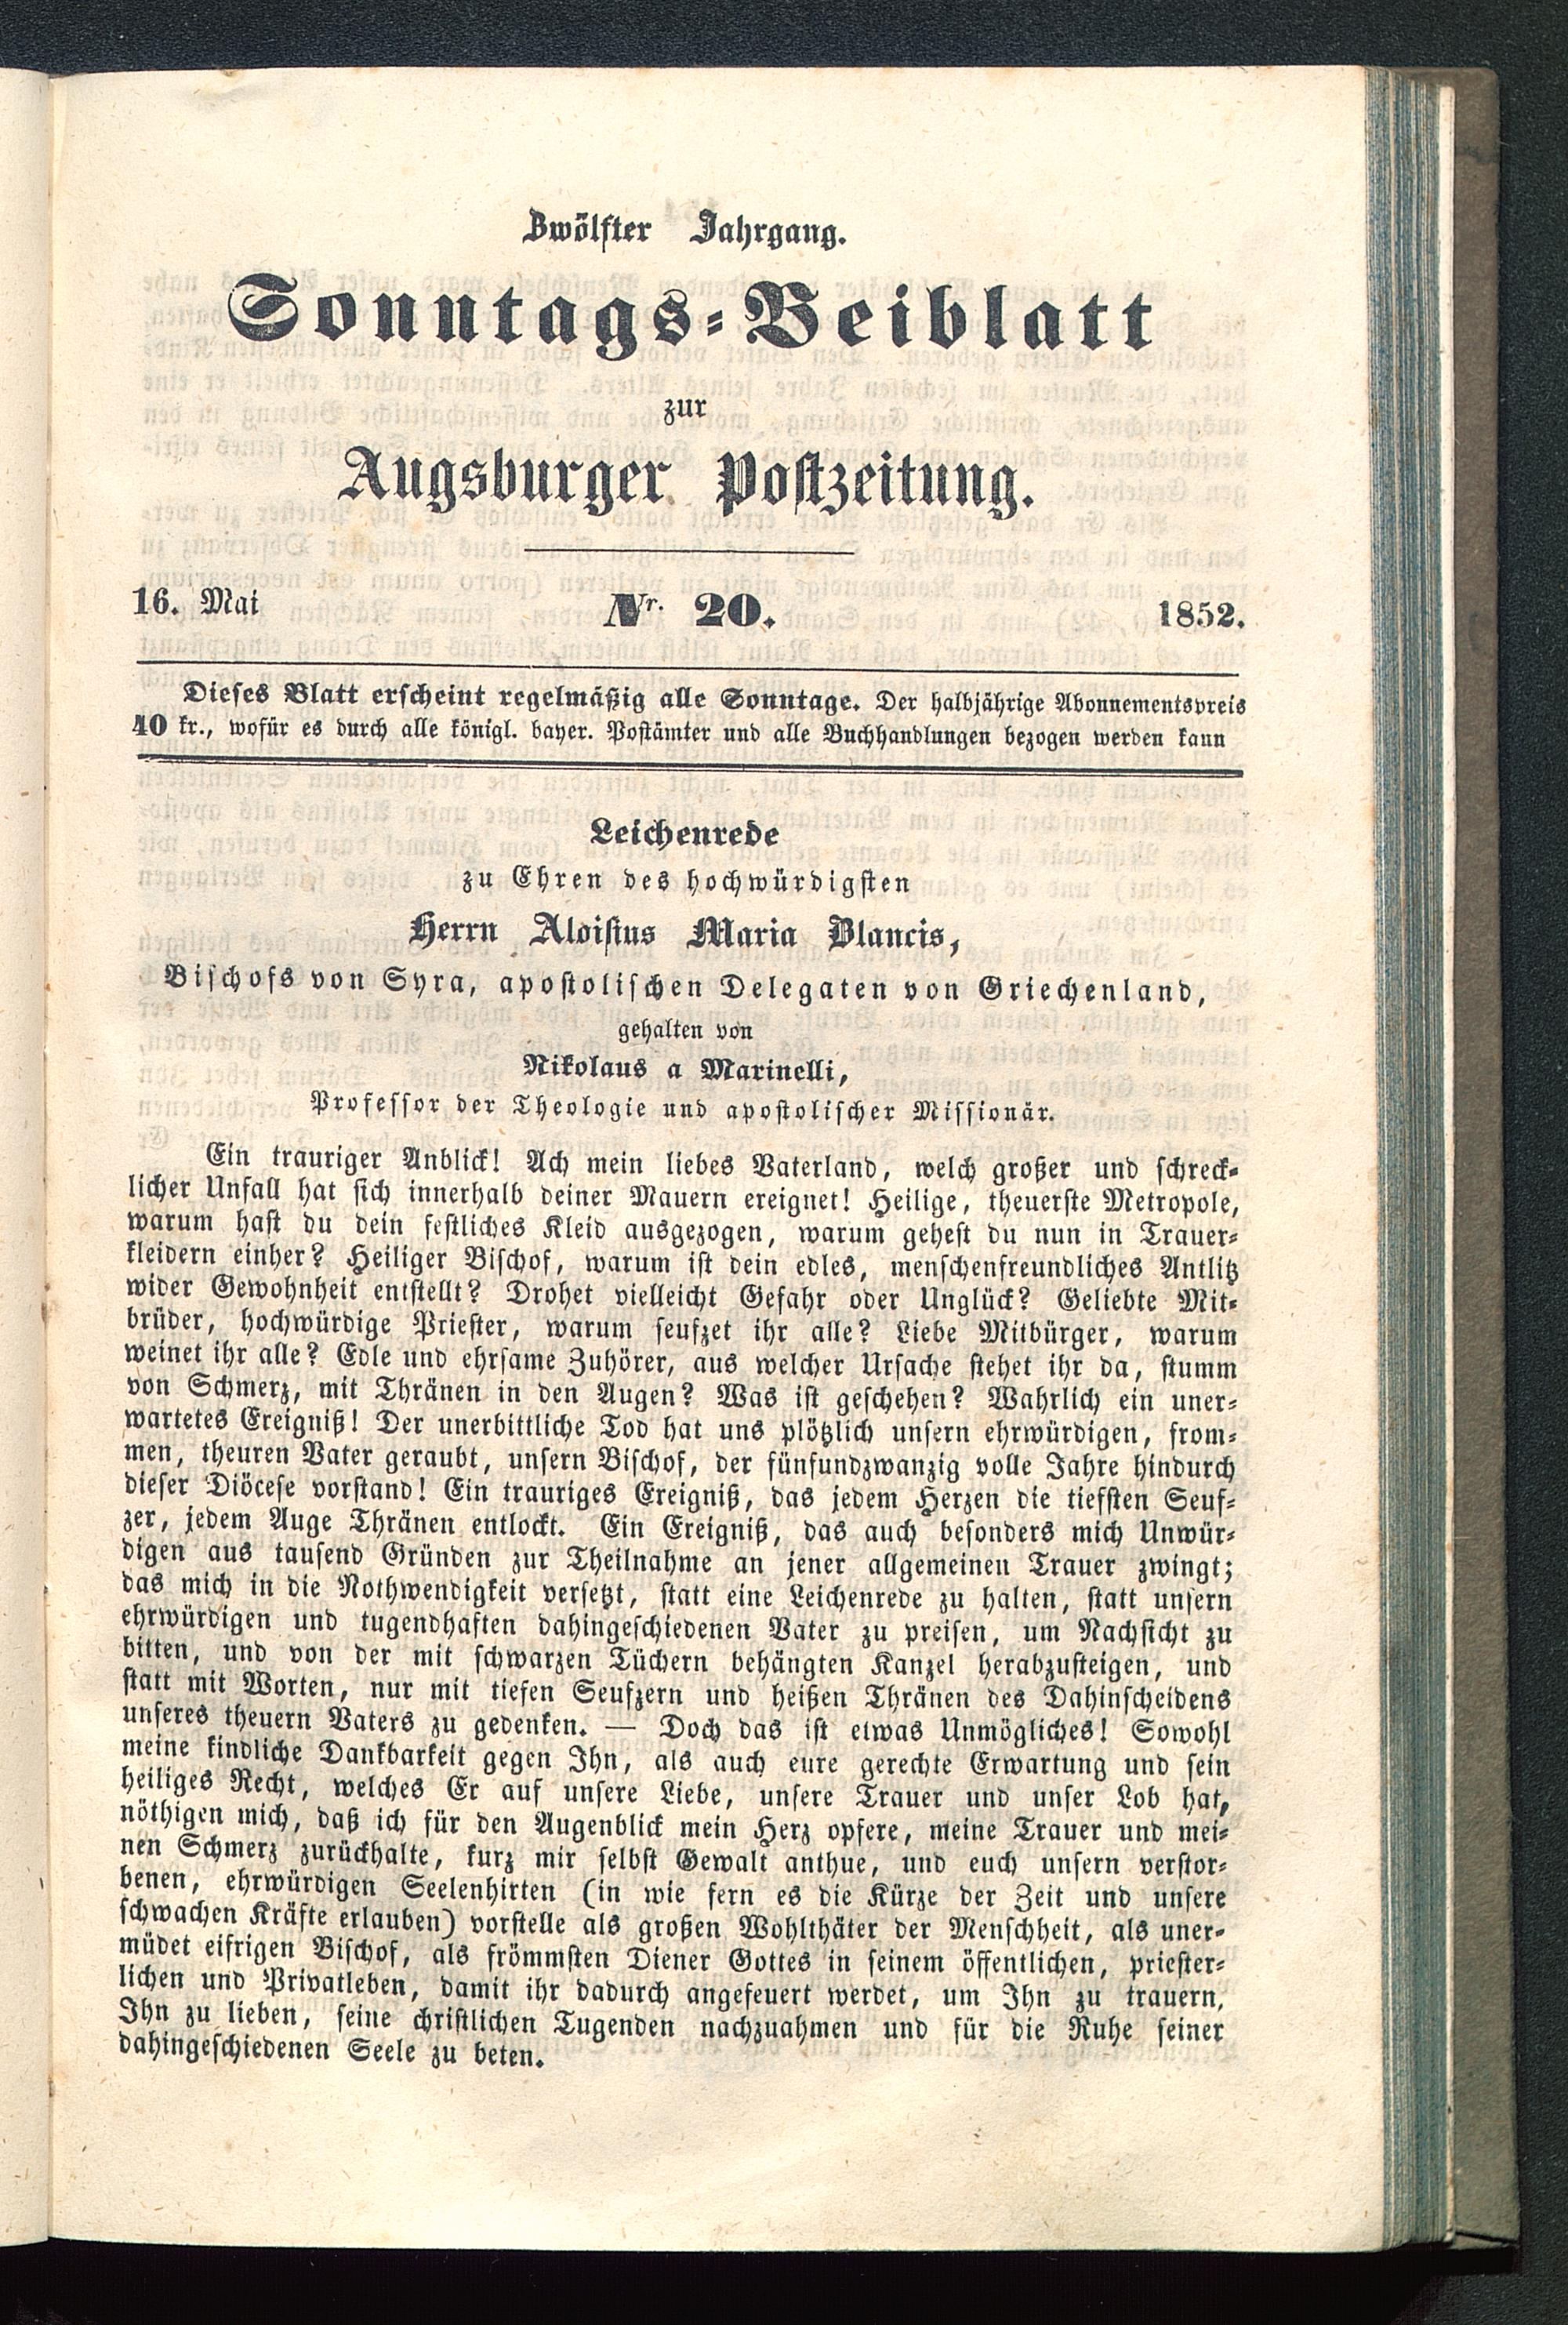 Zwölfter Jahrgang.
Sonntags-Beiblatt
zur
Augsburger Postzeitung.
16. Mai Nr. 20. 1852.
Dieses Blatt erscheint regelmäßig alle Sonntage. Der halbjährige Abonnementspreis
40 kr., wofür es durch alle königl. bayer. Postämter und alle Buchhandlungen bezogen werden kann
Leichenrede
zu Ehren des hochwürdigsten
Herrn Aloisius Maria Blancis,
Bischofs von Syra, apostolischen Delegaten von Griechenland,
gehalten von
Nikolaus a Marinelli,
Professor der Theologie und apostolischer Missionär.
Ein trauriger Anblick! Ach mein liebes Vaterland, welch großer und schreck-
licher Unfall hat sich innerhalb deiner Mauern ereignet! Heilige, theuerste Metropole,
warum hast du dein festliches Kleid ausgezogen, warum gehest du nun in Trauer-
kleidern einher? Heiliger Bischof, warum ist dein edles, menschenfreundliches Antlitz
wider Gewohnheit entstellt? Drohet vielleicht Gefahr oder Unglück? Geliebte Mit-
brüder, hochwürdige Priester, warum seufzet ihr alle? Liebe Mitbürger, warum
weinet ihr alle? Edle und ehrsame Zuhörer, aus welcher Ursache stehet ihr da, stumm
von Schmerz, mit Thränen in den Augen? Was ist geschehen? Wahrlich ein uner-
wartetes Ereigniß! Der unerbittliche Tod hat uns plötzlich unsern ehrwürdigen, from-
men, theuren Vater geraubt, unsern Bischof, der fünfundzwanzig volle Jahre hindurch
dieser Diöcese vorstand! Ein trauriges Ereigniß, das jedem Herzen die tiefsten Seuf-
zer, jedem Auge Thränen entlockt. Ein Ereigniß, das auch besonders mich Unwür-
digen aus tausend Gründen zur Theilnahme an jener allgemeinen Trauer zwingt;
das mich in die Nothwendigkeit versetzt, statt eine Leichenrede zu halten, statt unsern
ehrwürdigen und tugendhaften dahingeschiedenen Vater zu preisen, um Nachsicht zu
bitten, und von der mit schwarzen Tüchern behängten Kanzel herabzusteigen, und
statt mit Worten, nur mit tiefen Seufzern und heißen Thränen des Dahinscheidens
unseres theuern Vaters zu gedenken. — Doch das ist etwas Unmögliches! Sowohl
meine kindliche Dankbarkeit gegen Ihn, als auch eure gerechte Erwartung und sein
heiliges Recht, welches Er auf unsere Liebe, unsere Trauer und unser Lob hat,
nöthigen mich, daß ich für den Augenblick mein Herz opfere, meine Trauer und mei-
nen Schmerz zurückhalte, kurz mir selbst Gewalt anthue, und euch unsern verstor-
benen, ehrwürdigen Seelenhirten (in wie fern es die Kürze der Zeit und unsere
schwachen Kräfte erlauben) vorstelle als großen Wohlthäter der Menschheit, als uner-
müdet eifrigen Bischof, als frömmsten Diener Gottes in seinem öffentlichen, priester-
lichen und Privatleben, damit ihr dadurch angefeuert werdet, um Ihn zu trauern,
Ihn zu lieben, seine christlichen Tugenden nachzuahmen und für die Ruhe seiner
dahingeschiedenen Seele zu beten.